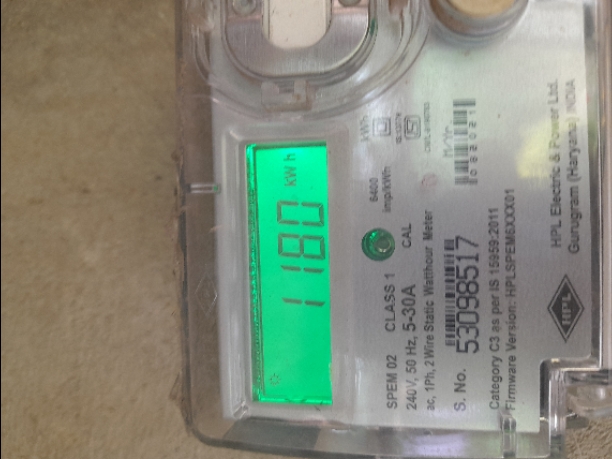 1180 kW h
6400
imp/kWh
kWh
SPEM 02 CLASS 1 CAL
240V, 50 Hz, 5-30A
ac, 1Ph, 2 Wire Static Watthour Meter
S. No. 53098517
Category C3 as per IS 15959:2011
Firmware Version: HPLSPEM6XXX01
HPL
HPL Electric & Power Ltd.
Gurugram (Haryana) INDIA